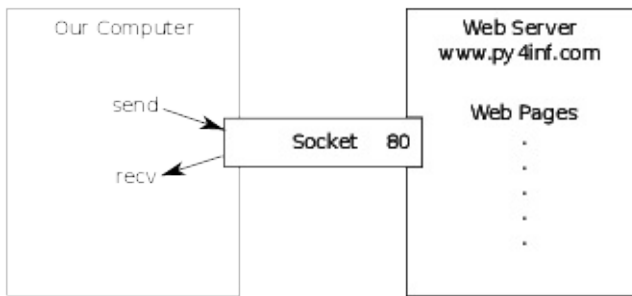 Our Computer
send
recv
Socket 80
Web Server
www.py4inf.com
Web Pages